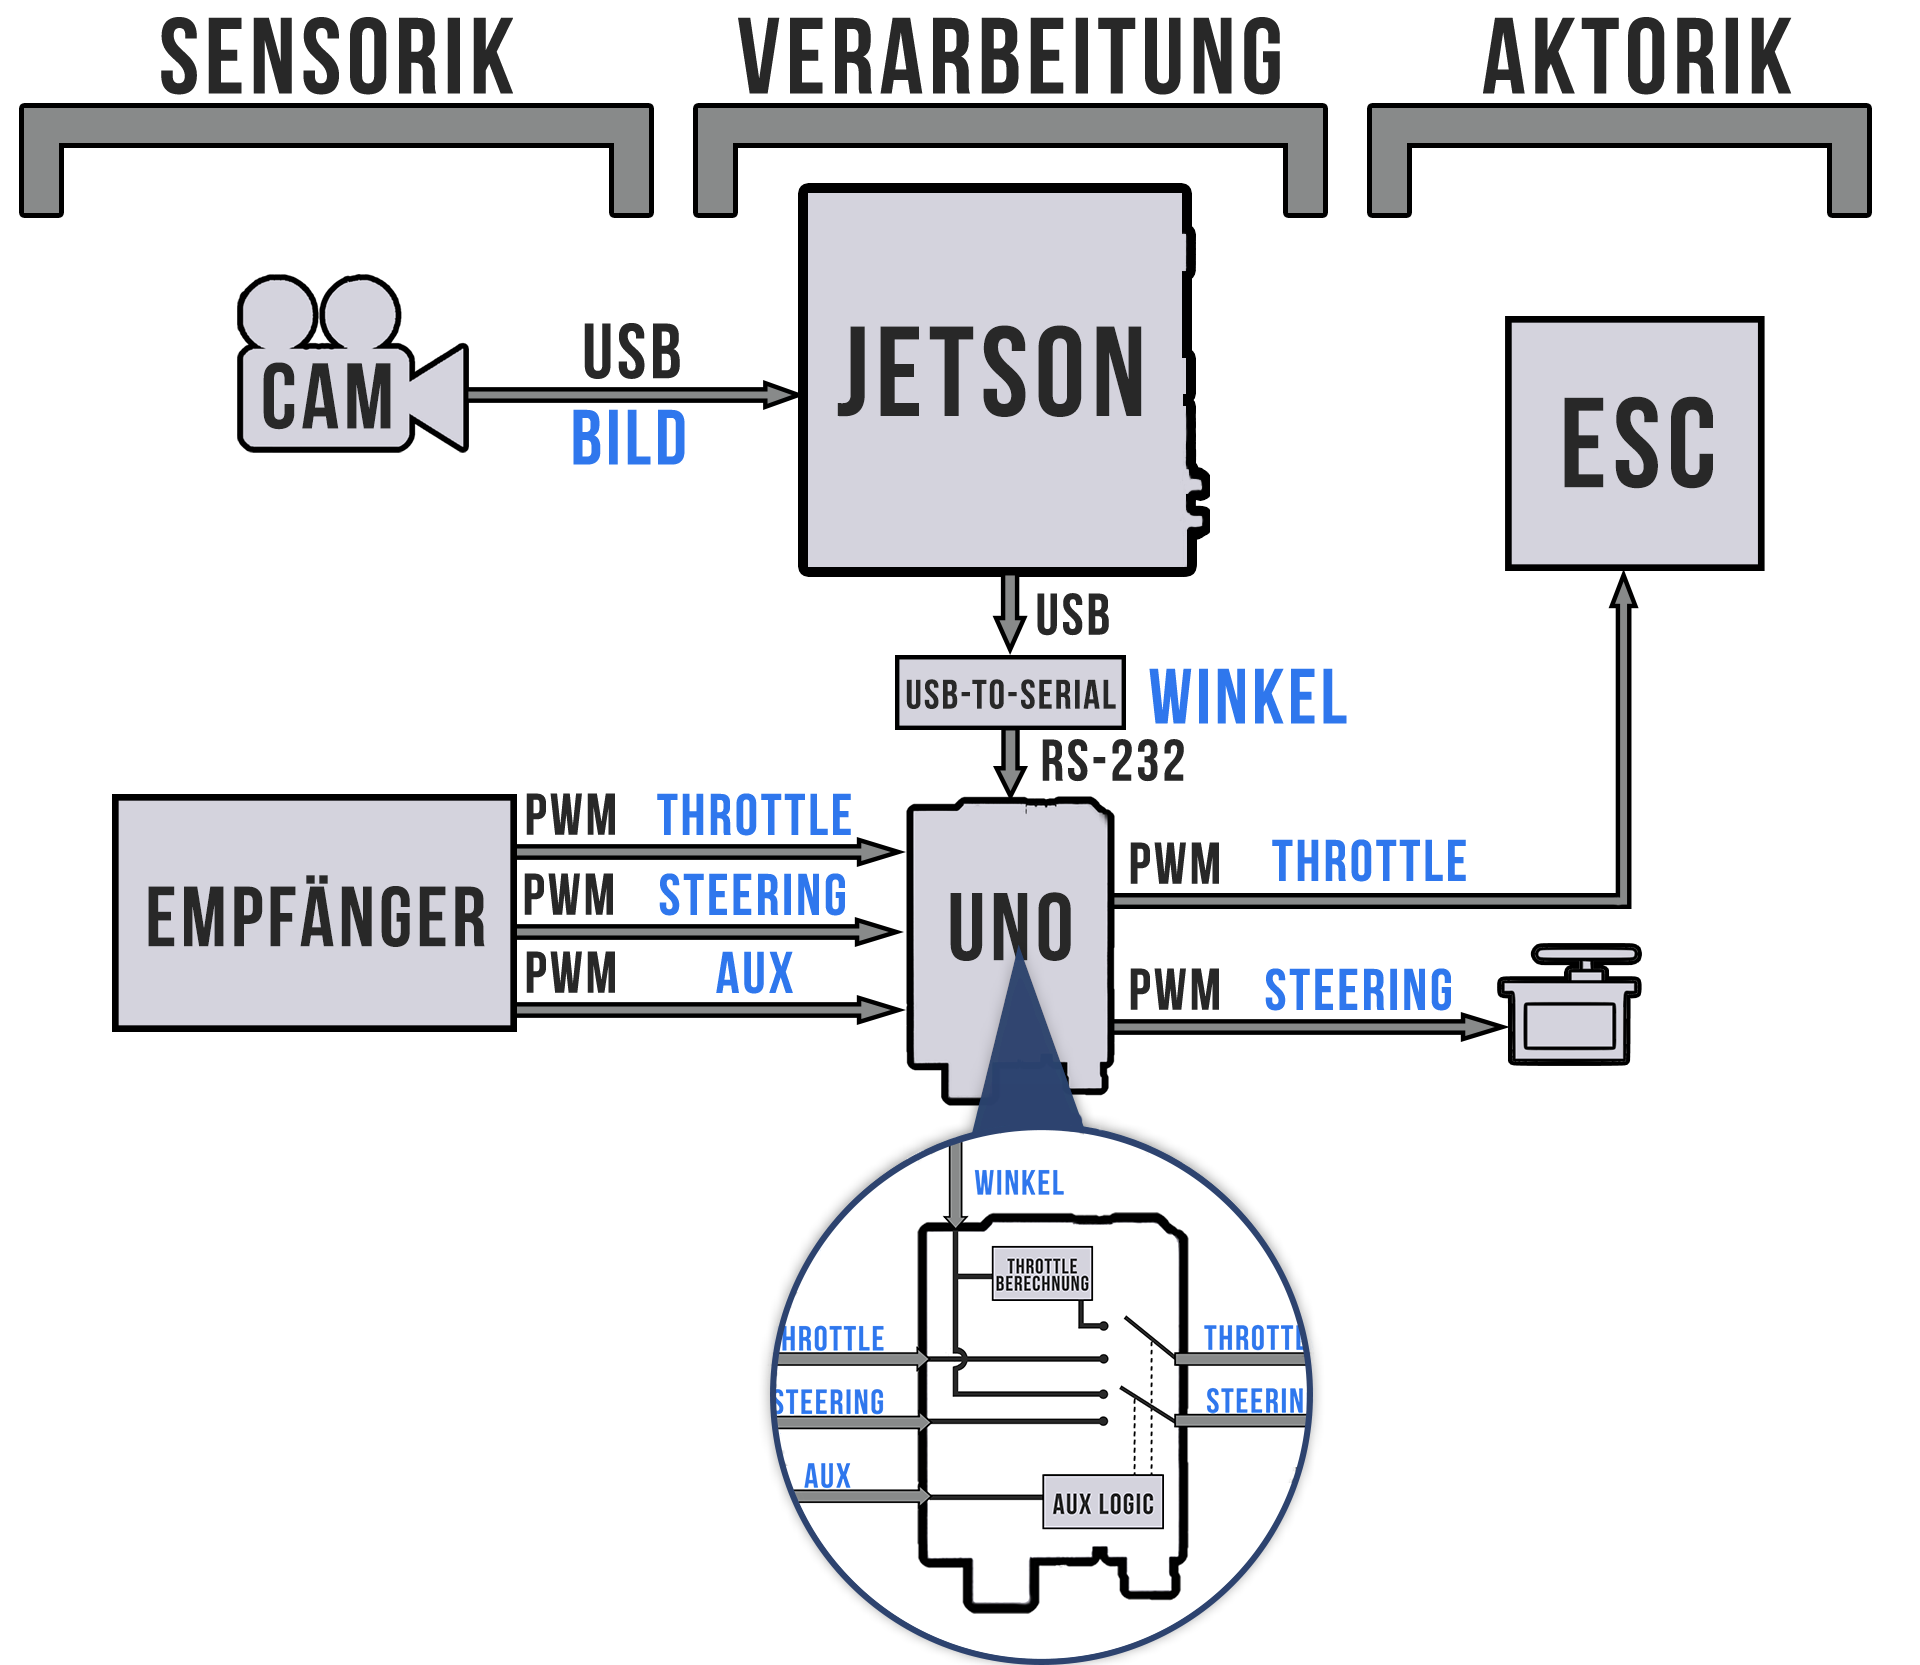 SENSORIK
VERARBEITUNG
AKTORIK
CAM
USB
BILD
JETSON
ESC
USB
USB-TO-SERIAL
WINKEL
RS-232
EMPFÄNGER
PWM THROTTLE
PWM STEERING
PWM AUX
UNO
PWM THROTTLE
PWM STEERING
WINKEL
THROTTLE
BERECHNUNG
HROTTLE
THROTTL
STEERING
STEERIN
AUX
AUX LOGIC